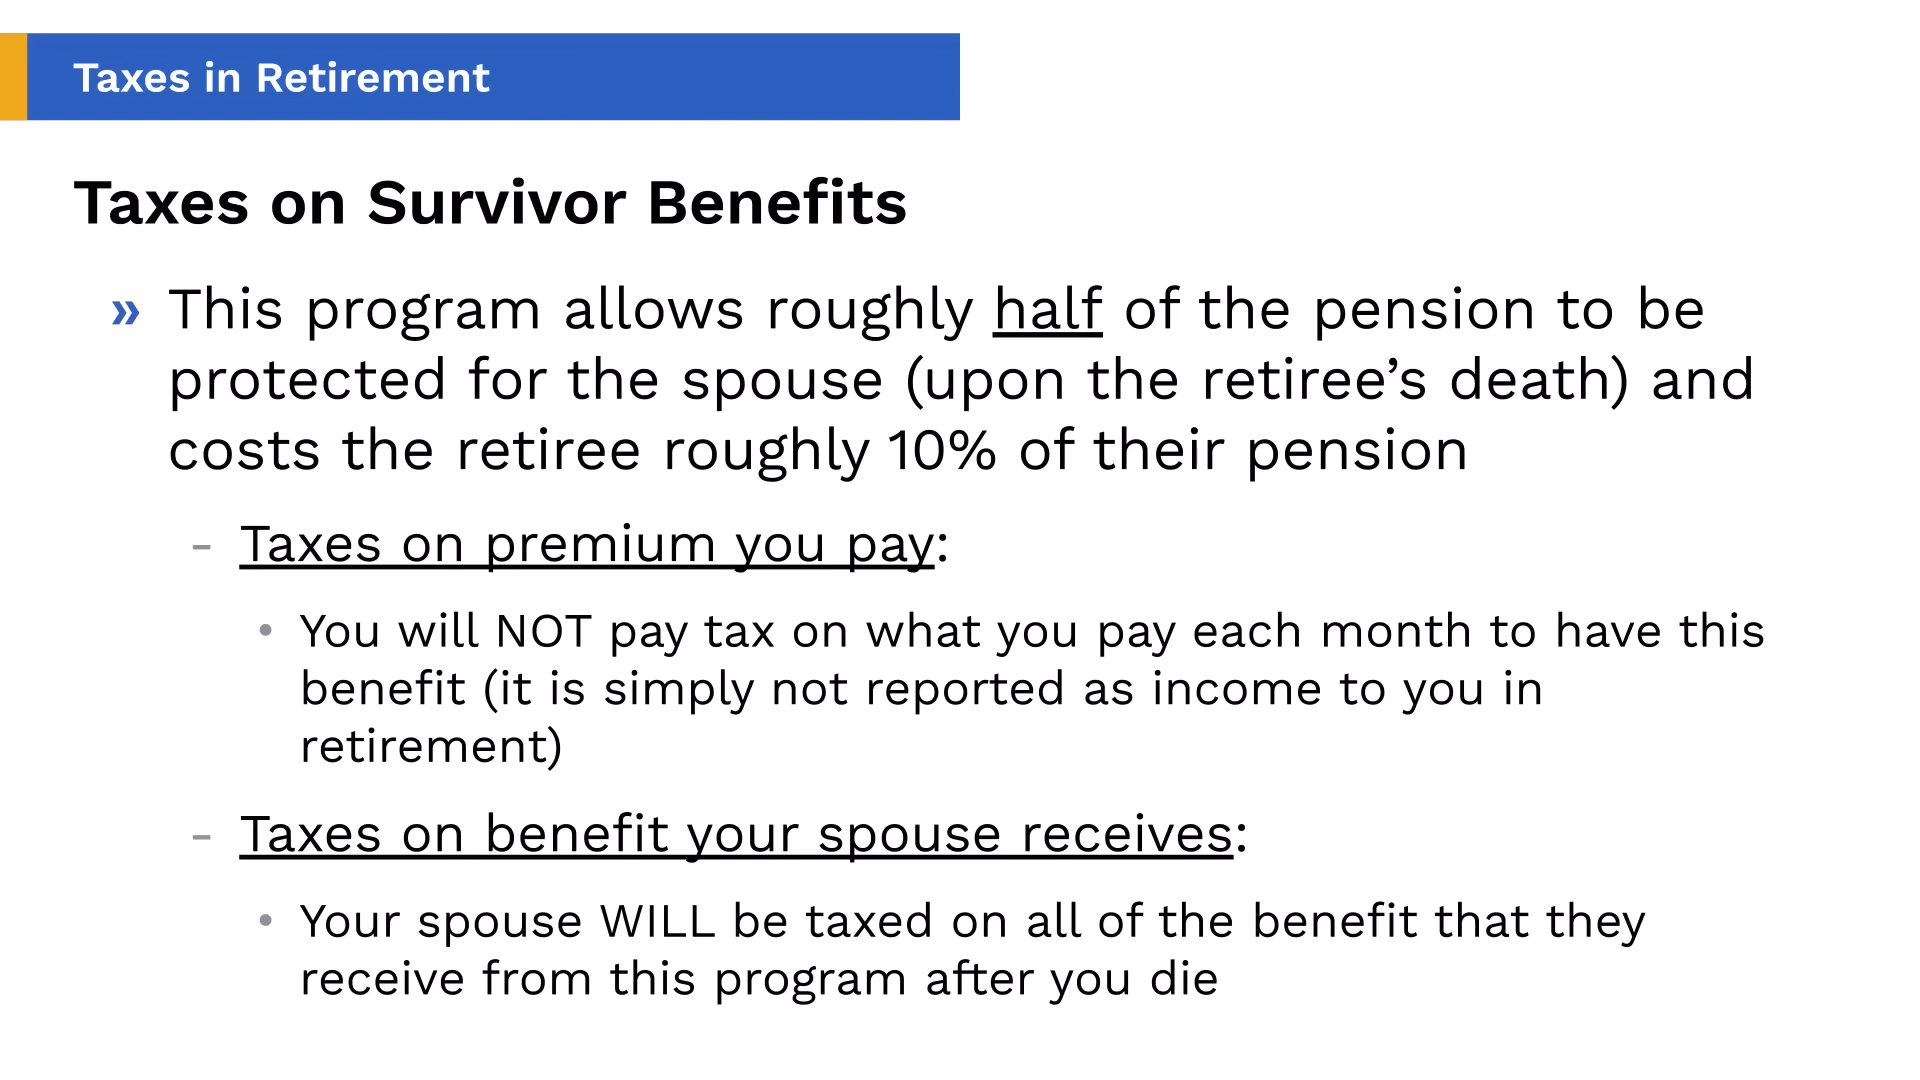 Taxes in Retirement
Taxes on Survivor Benefits
» This program allows roughly half of the pension to be
protected for the spouse (upon the retiree’s death) and
costs the retiree roughly 10% of their pension
- Taxes on premium you pay:
• You will NOT pay tax on what you pay each month to have this
benefit (it is simply not reported as income to you in
retirement)
- Taxes on benefit your spouse receives:
• Your spouse WILL be taxed on all of the benefit that they
receive from this program after you die